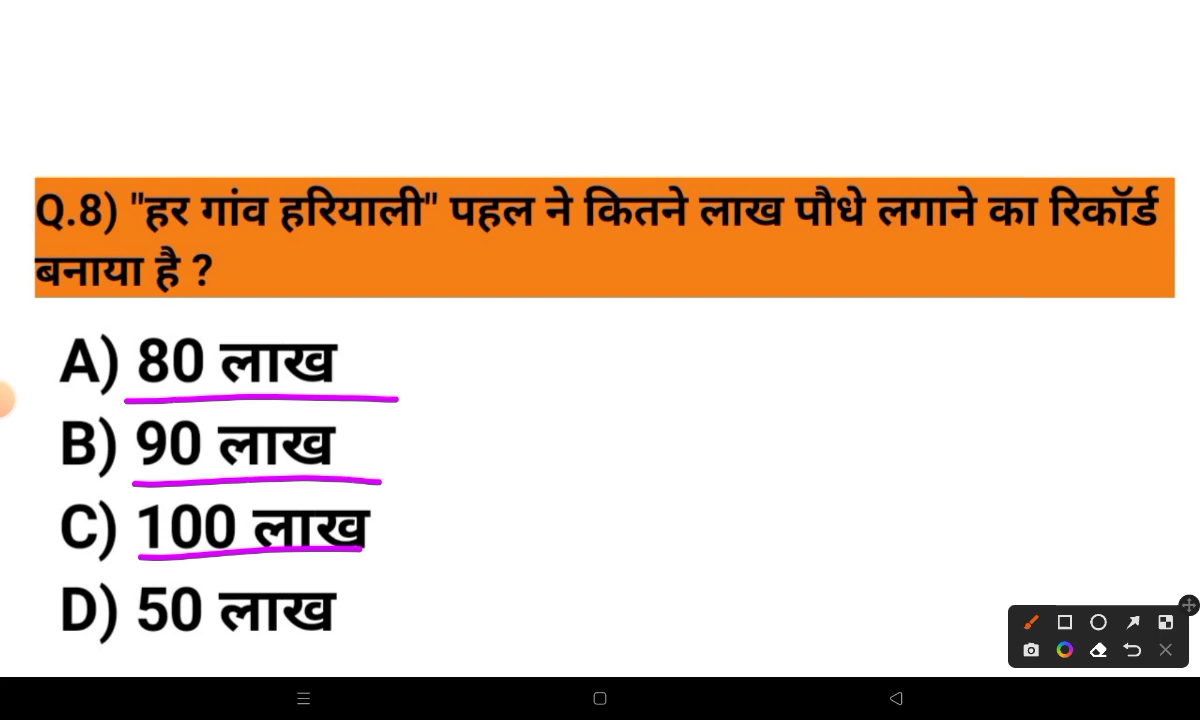 Q.8) "हर गांव हरियाली" पहल ने कितने लाख पौधे लगाने का रिकॉर्ड
बनाया है ?
A) 80 लाख
B) 90 लाख
C) 100 लाख
D) 50 लाख